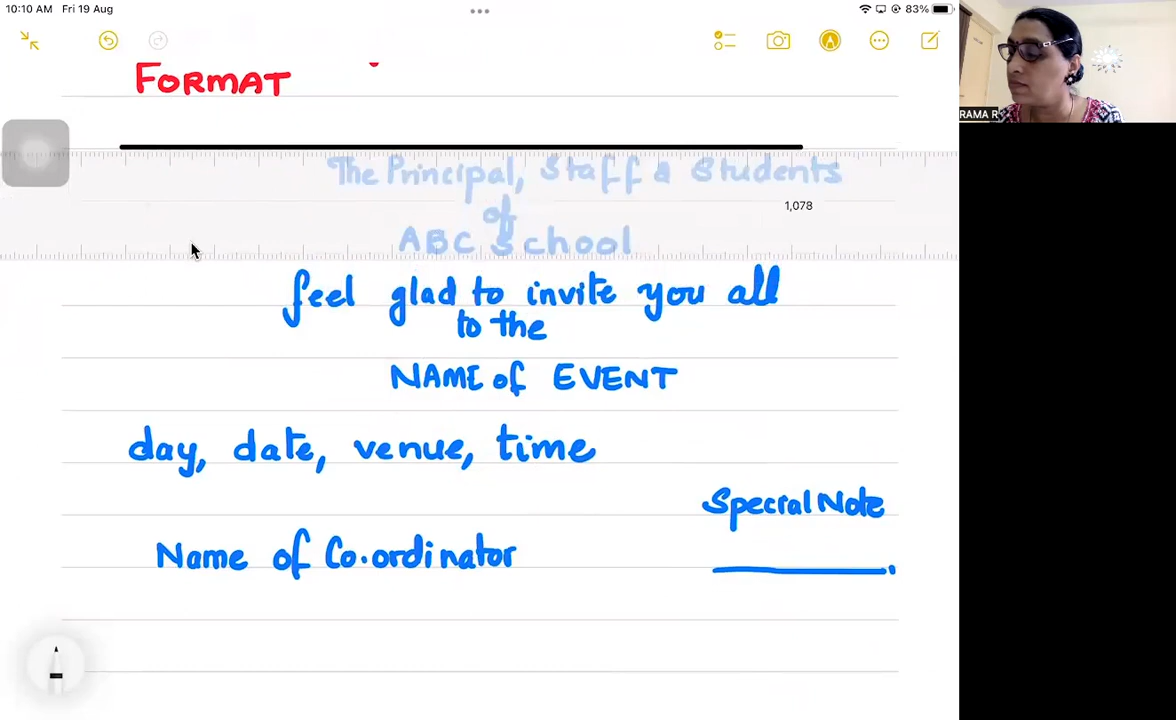 10:10 AM Fri 19 Aug 83%
FORMAT
RAMA R
The Principal, Staff & Students
of
1,078
ABC School
feel glad to invite you all
to the
NAME of EVENT
day, date, venue, time
Special Note
Name of Co.ordinator